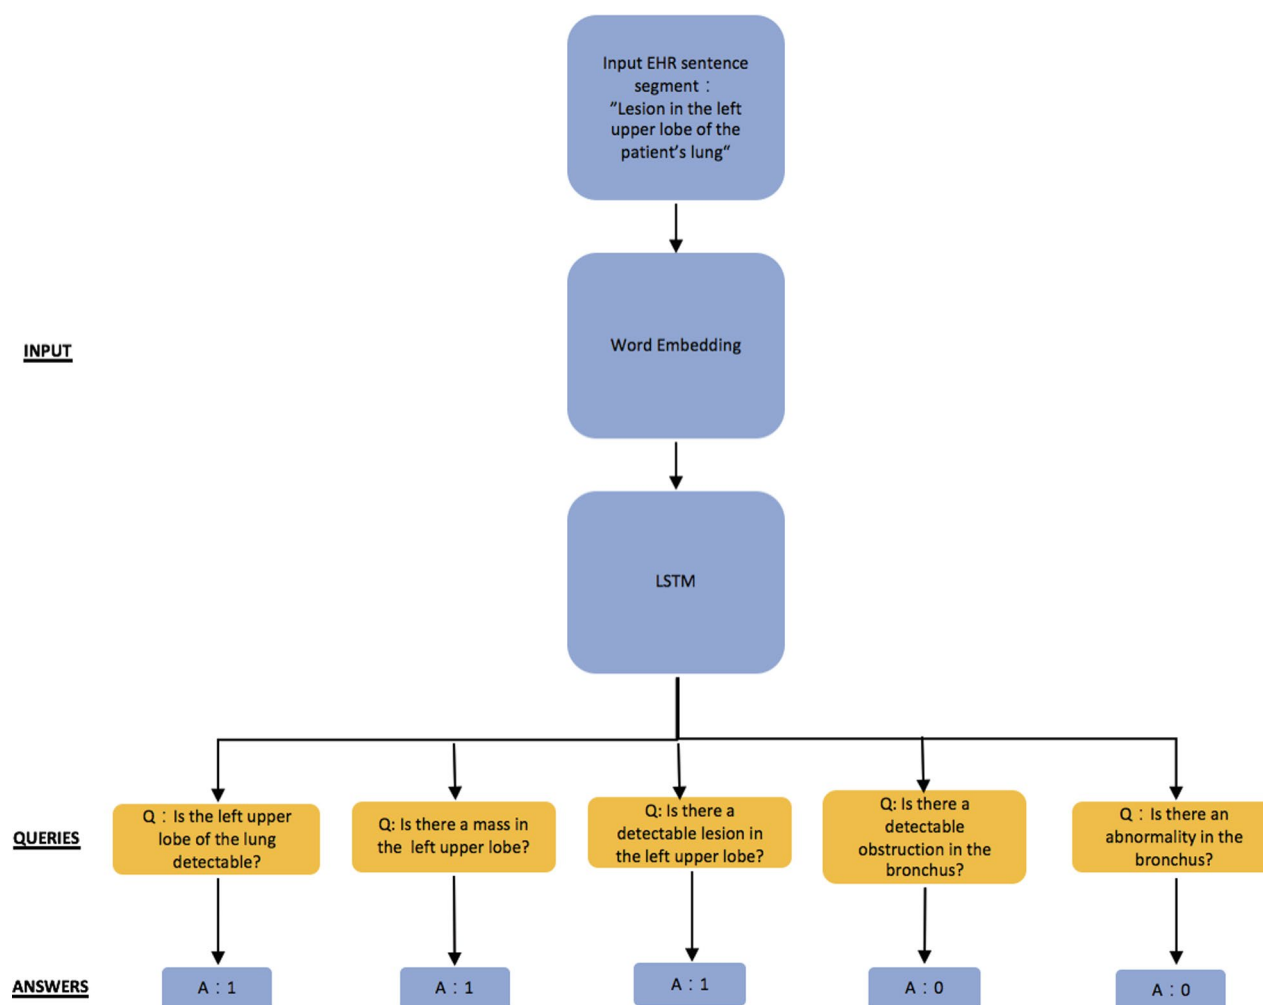 Input EHR sentence
segment：
”Lesion in the left
upper lobe of the
patient’s lung“
INPUT
Word Embedding
LSTM
QUERIES
Q：Is the left upper
lobe of the lung
detectable?
Q: Is there a mass in
the left upper lobe?
Q: Is there a
detectable lesion in
the left upper lobe?
Q: Is there a
detectable
obstruction in the
bronchus?
Q：Is there an
abnormality in the
bronchus?
ANSWERS
A：1
A：1
A：1
A：0
A：0